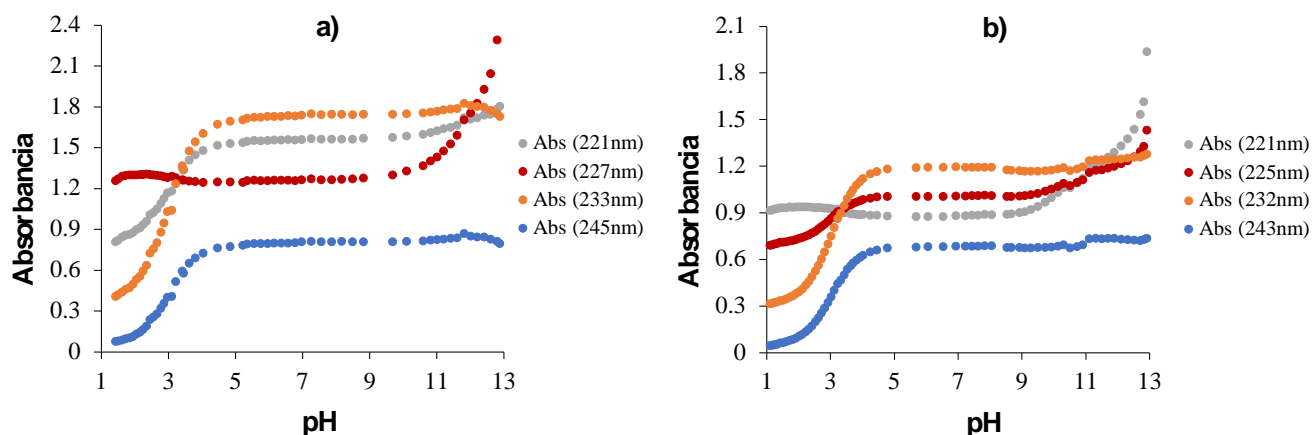 a)
Absorbancia
2.4
2.1
1.8
1.5
1.2
0.9
0.6
0.3
0
1 3 5 7 9 11 13
pH
Abs (221nm)
Abs (227nm)
Abs (233nm)
Abs (245nm)
b)
Absorbancia
2.1
1.8
1.5
1.2
0.9
0.6
0.3
0
1 3 5 7 9 11 13
pH
Abs (221nm)
Abs (225nm)
Abs (232nm)
Abs (243nm)